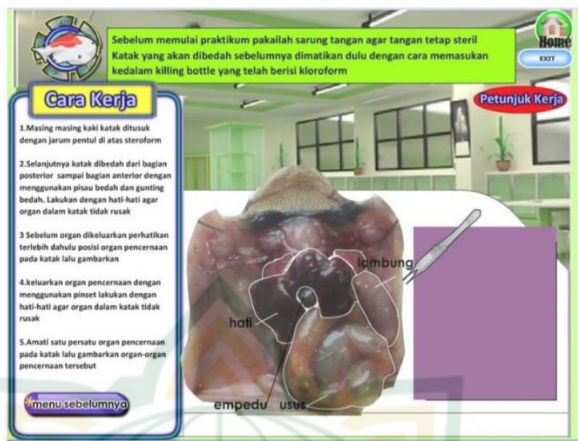 Sebelum memulai praktikum pakailah sarung tangan agar tangan tetap steril
Katak yang akan dibedah sebelumnya dimatikan dulu dengan cara memasukan
kedalam killing bottle yang telah berisi kloroform
Home
EXIT
Cara Kerja
Petunjuk Kerja
1.Masing masing kaki katak ditusuk
dengan jarum pentul di atas steroform
2.Selanjutnya katak dibedah dari bagian
posterior sampai bagian anterior dengan
menggunakan pisau bedah dan gunting
bedah. Lakukan dengan hati-hati agar
organ dalam katak tidak rusak
3 Sebelum organ dikeluarkan perhatikan
terlebih dahulu posisi organ pencernaan
pada katak lalu gambarkan
4.keluarkan organ pencernaan dengan
menggunakan pinset lakukan dengan
hati-hati agar organ dalam katak tidak
rusak
5.Amati satu persatu organ pencernaan
pada katak lalu gambarkan organ-organ
pencernaan tersebut
menu sebelumnya
lambung
hati
empedu
usus